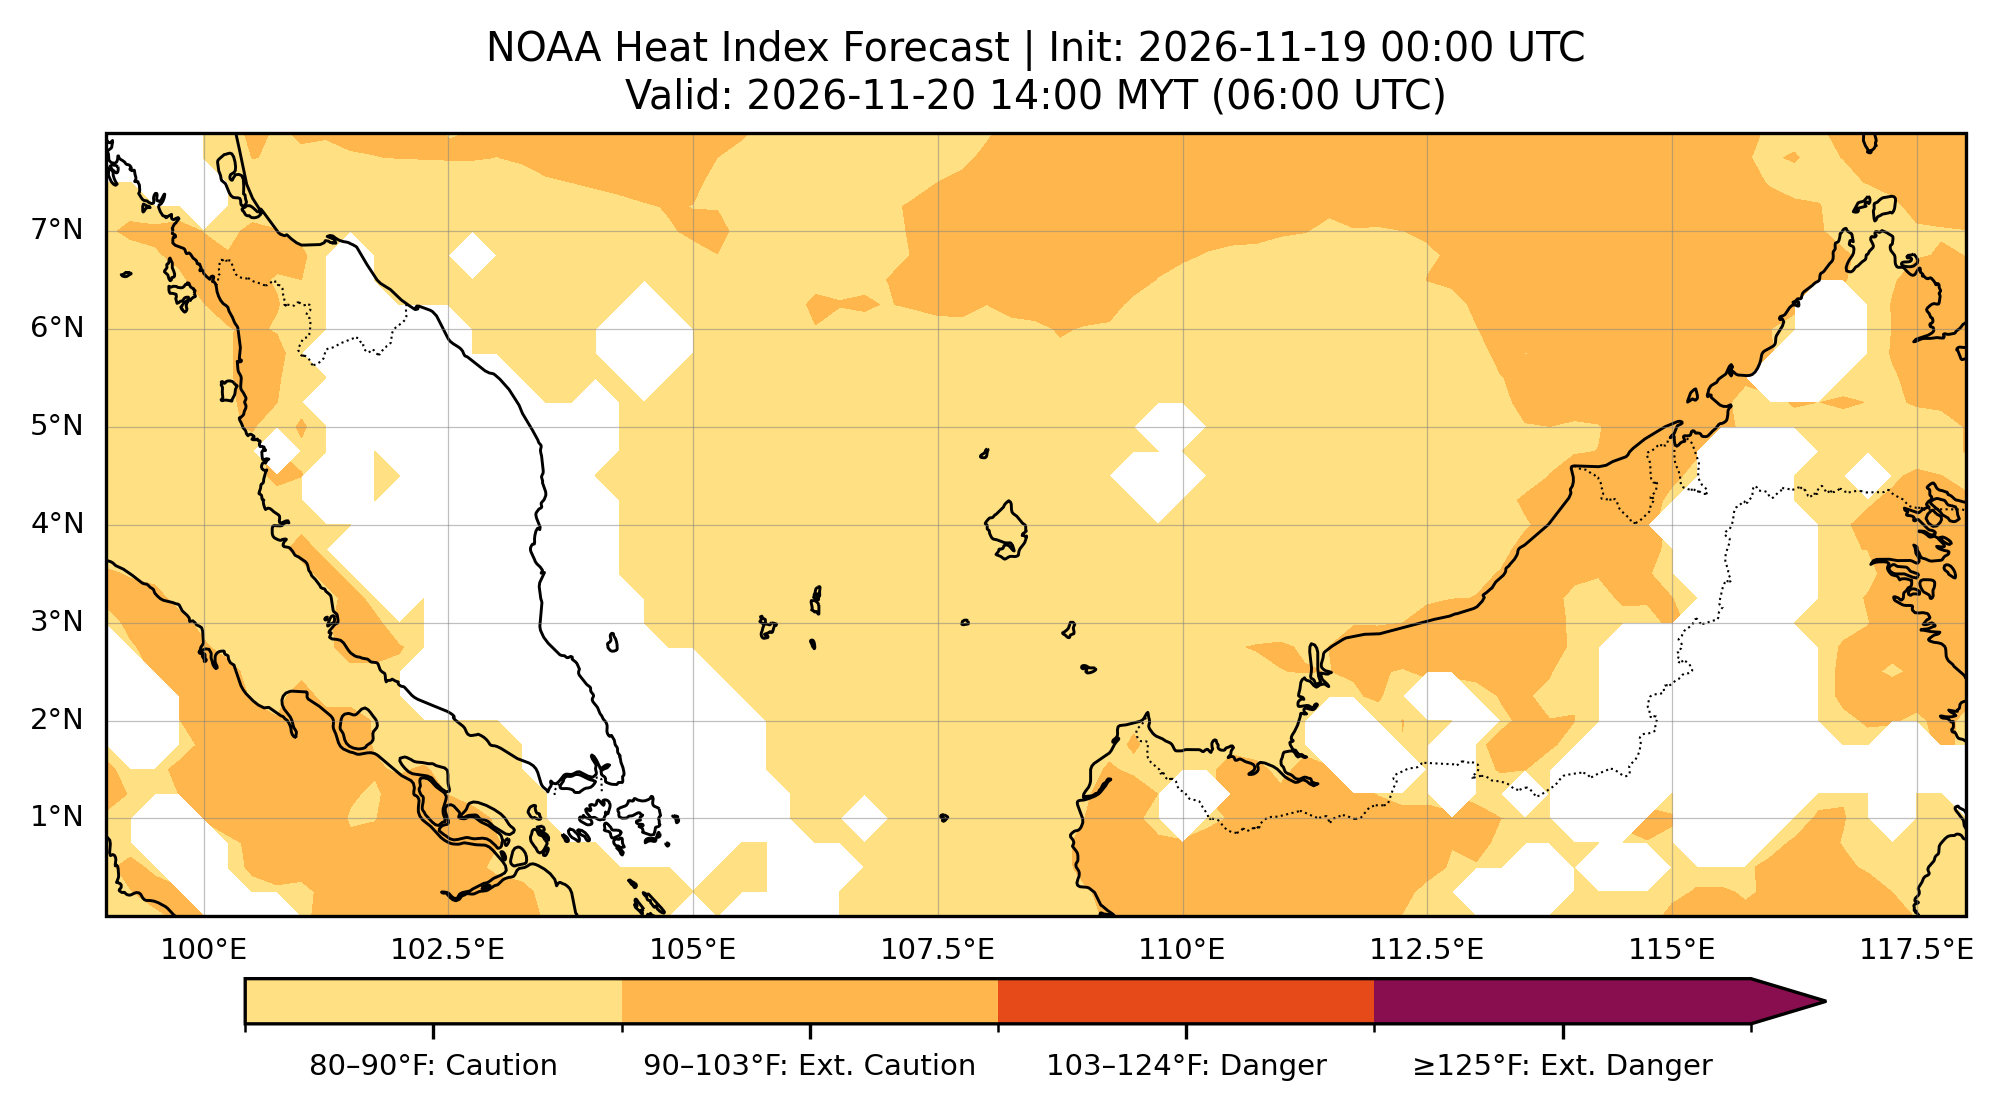 NOAA Heat Index Forecast | Init: 2026-11-19 00:00 UTC
Valid: 2026-11-20 14:00 MYT (06:00 UTC)
7°N
6°N
5°N
4°N
3°N
2°N
1°N
100°E 102.5°E 105°E 107.5°E 110°E 112.5°E 115°E 117.5°E
80–90°F: Caution 90–103°F: Ext. Caution 103–124°F: Danger ≥125°F: Ext. Danger